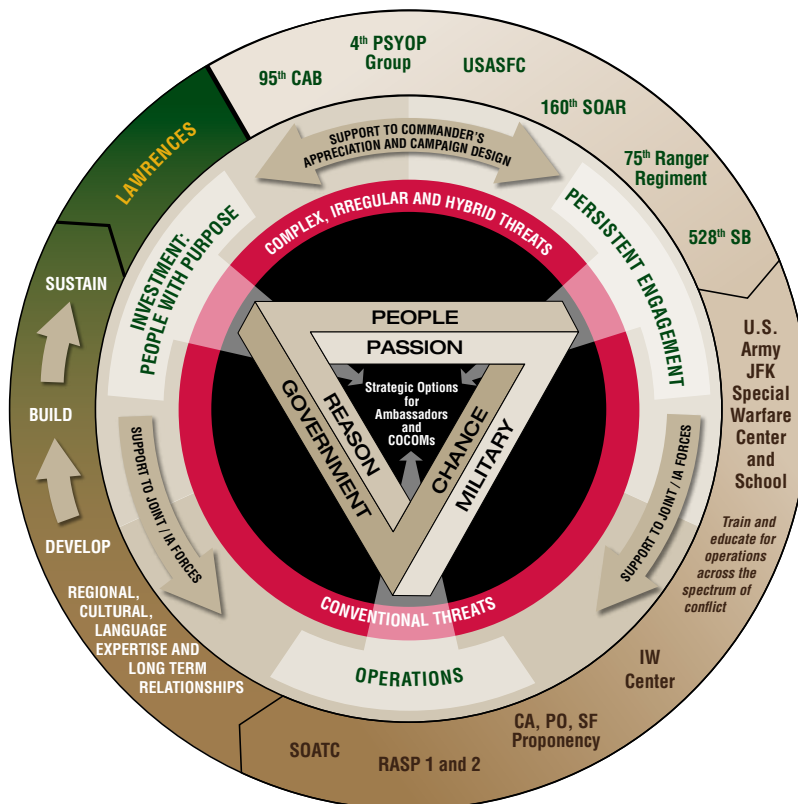 4th PSYOP
Group
USASFC
95th CAB
160th SOAR
75th Ranger
Regiment
528th SB
LAWRENCES
SUPPORT TO COMMANDER'S
APPRECIATION AND CAMPAIGN DESIGN
INVESTMENT:
PEOPLE WITH PURPOSE
PERSISTENT ENGAGEMENT
COMPLEX, IRREGULAR AND HYBRID THREATS
SUSTAIN
BUILD
DEVELOP
REGIONAL,
CULTURAL,
LANGUAGE
EXPERTISE AND
LONG TERM
RELATIONSHIPS
PEOPLE
PASSION
REASON
GOVERNMENT
CHANCE
MILITARY
Strategic Options
for
Ambassadors
and
COCOMs
SUPPORT TO JOINT / IA FORCES
SUPPORT TO JOINT / IA FORCES
CONVENTIONAL THREATS
OPERATIONS
U.S.
Army
JFK
Special
Warfare
Center
and
School
Train and
educate for
operations
across the
spectrum of
conflict
IW
Center
CA, PO, SF
Proponency
RASP 1 and 2
SOATC